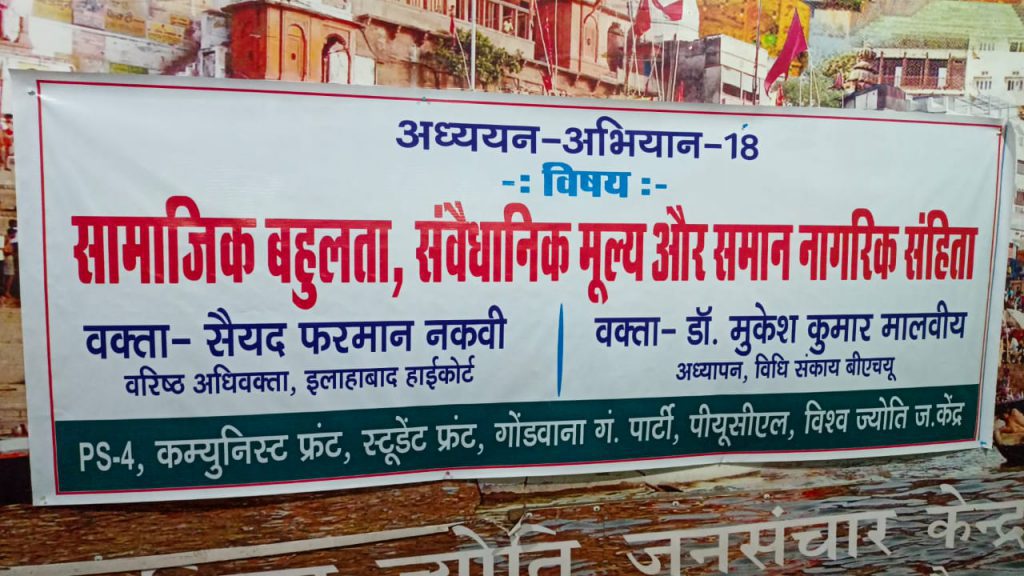 अध्ययन-अभियान-18
-: विषय :-
सामाजिक बहुलता, संवैधानिक मूल्य और समान नागरिक संहिता
वक्ता- सैयद फरमान नकवी
वरिष्ठ अधिवक्ता, इलाहाबाद हाईकोर्ट
वक्ता- डॉ. मुकेश कुमार मालवीय
अध्यापन, विधि संकाय बीएचयू
PS-4, कम्युनिस्ट फ्रंट, स्टूडेंट फ्रंट, गोंडवाना गं. पार्टी, पीयूसीएल, विश्व ज्योति ज.केंद्र
ज्योति जनसंचार केन्द्र